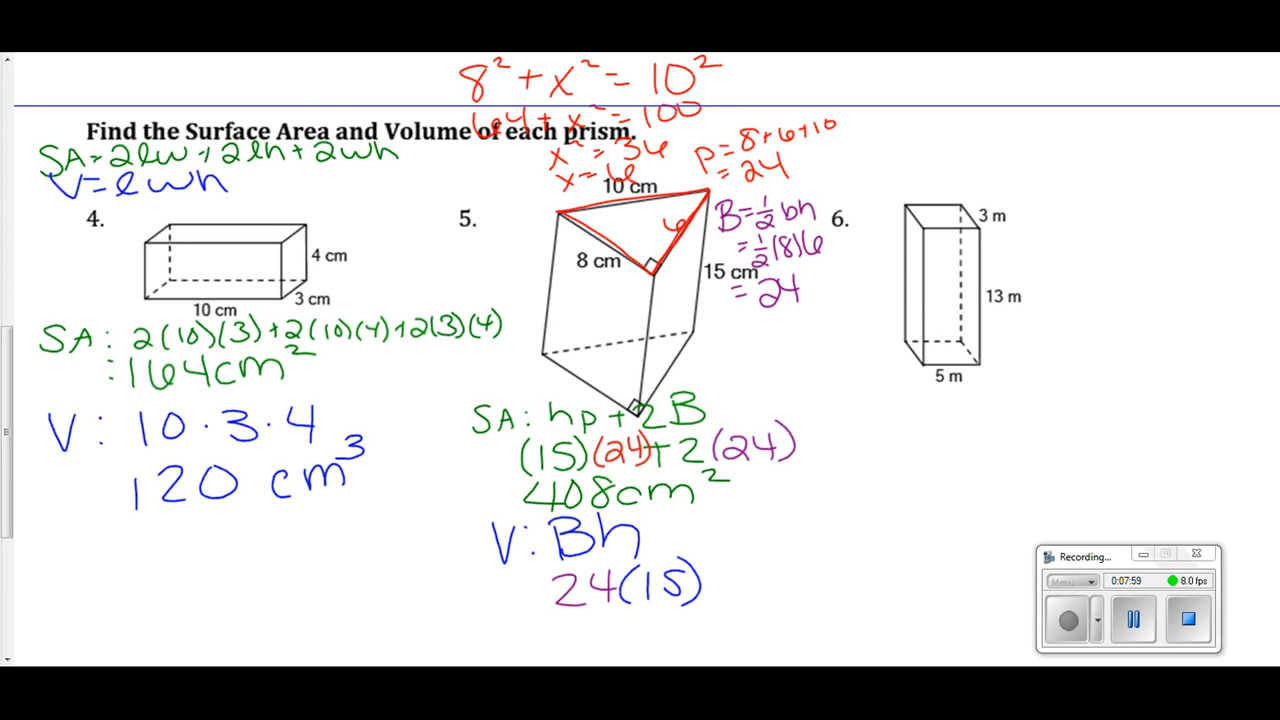 8² + x² = 10²
64 + x² = 100
Find the Surface Area and Volume of each prism.
SA = 2lw + 2lh + 2wh
V = lwh
x² = 36
x = 6
P = 8+6+10
= 24
4.
4 cm
3 cm
10 cm
SA: 2(10)(3)+2(10)(4)+2(3)(4)
:164cm²
V: 10·3·4
120 cm³
5.
10 cm
6
8 cm
15 cm
B=½bh
=½(8)6
= 24
SA: hp+2B
(15)(24)+2(24)
408cm²
V: Bh
24(15)
6.
3 m
13 m
5 m
Recording...
Menu
0:07:59
8.0 fps